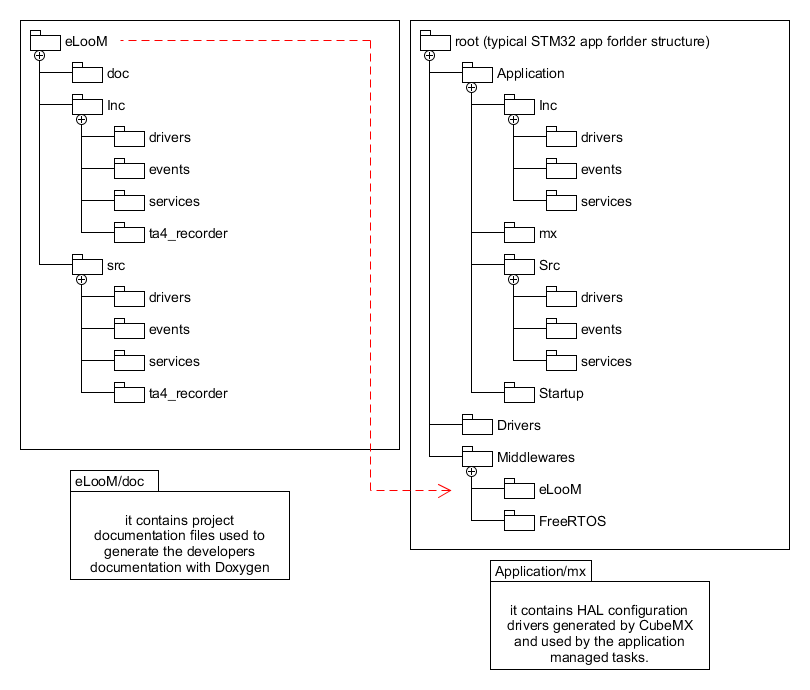 eLooM
doc
Inc
drivers
events
services
ta4_recorder
src
drivers
events
services
ta4_recorder
eLooM/doc
it contains project
documentation files used to
generate the developers
documentation with Doxygen
root (typical STM32 app forlder structure)
Application
Inc
drivers
events
services
mx
Src
drivers
events
services
Startup
Drivers
Middlewares
eLooM
FreeRTOS
Application/mx
it contains HAL configuration
drivers generated by CubeMX
and used by the application
managed tasks.